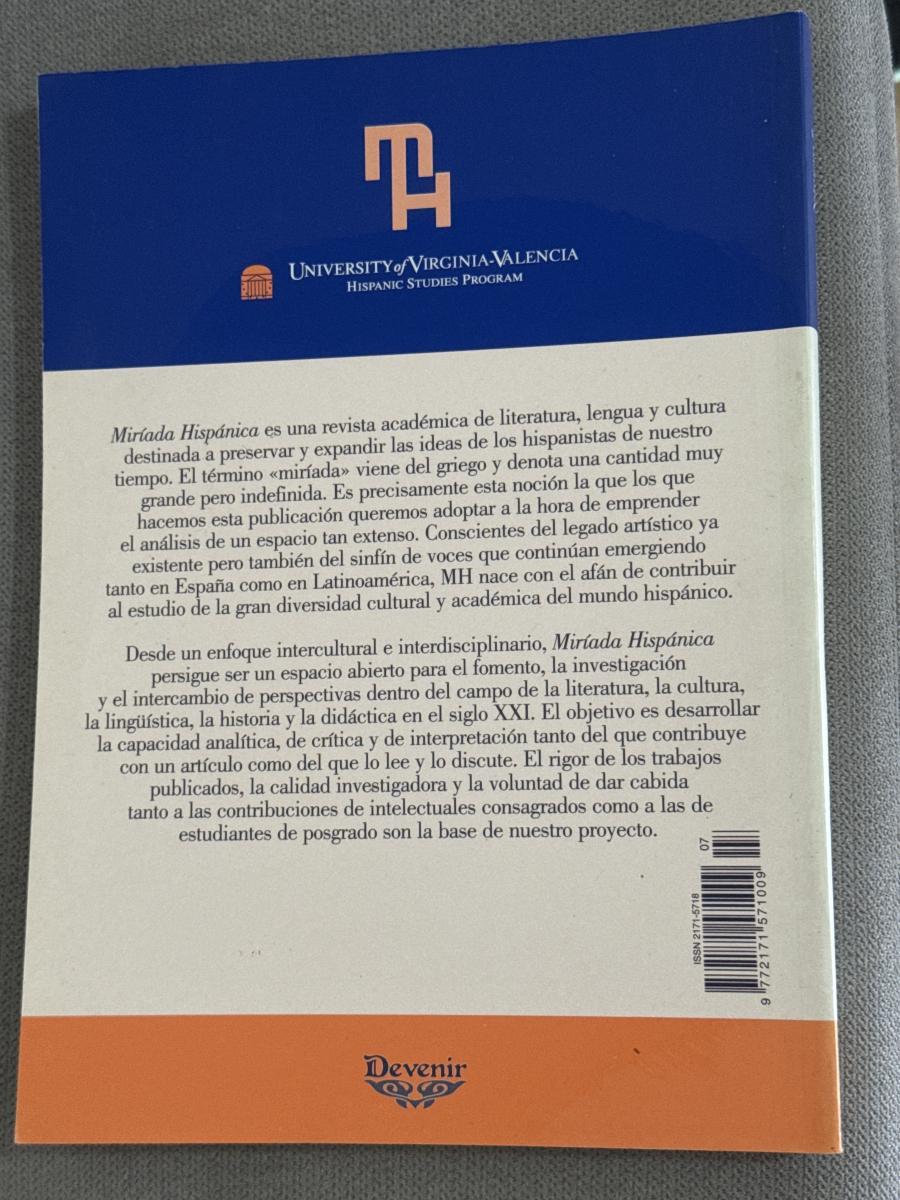 MH
UNIVERSITY of VIRGINIA-VALENCIA
HISPANIC STUDIES PROGRAM
Miríada Hispánica es una revista académica de literatura, lengua y cultura
destinada a preservar y expandir las ideas de los hispanistas de nuestro
tiempo. El término «miríada» viene del griego y denota una cantidad muy
grande pero indefinida. Es precisamente esta noción la que los que
hacemos esta publicación queremos adoptar a la hora de emprender
el análisis de un espacio tan extenso. Conscientes del legado artístico ya
existente pero también del sinfín de voces que continúan emergiendo
tanto en España como en Latinoamérica, MH nace con el afán de contribuir
al estudio de la gran diversidad cultural y académica del mundo hispánico.
Desde un enfoque intercultural e interdisciplinario, Miríada Hispánica
persigue ser un espacio abierto para el fomento, la investigación
y el intercambio de perspectivas dentro del campo de la literatura, la cultura,
la lingüística, la historia y la didáctica en el siglo XXI. El objetivo es desarrollar
la capacidad analítica, de crítica y de interpretación tanto del que contribuye
con un artículo como del que lo lee y lo discute. El rigor de los trabajos
publicados, la calidad investigadora y la voluntad de dar cabida
tanto a las contribuciones de intelectuales consagrados como a las de
estudiantes de posgrado son la base de nuestro proyecto.
07
ISSN 2171-5718
9 772171 571009
Devenir